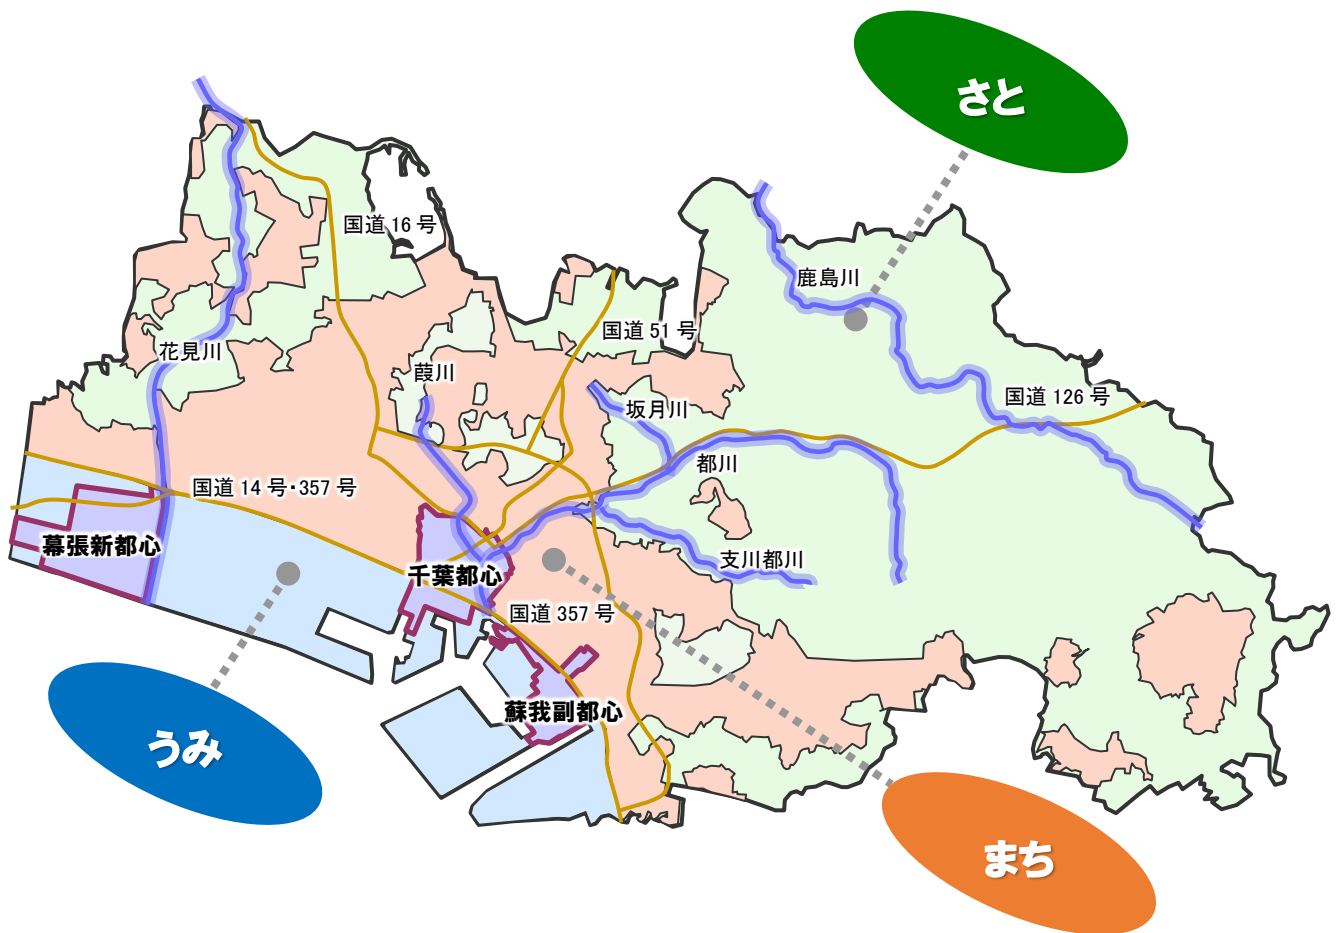 さと
国道 16 号
鹿島川
国道 51 号
花見川
葭川
国道 126 号
坂月川
都川
国道 14 号・357 号
幕張新都心
支川都川
千葉都心
国道 357 号
蘇我副都心
うみ
まち